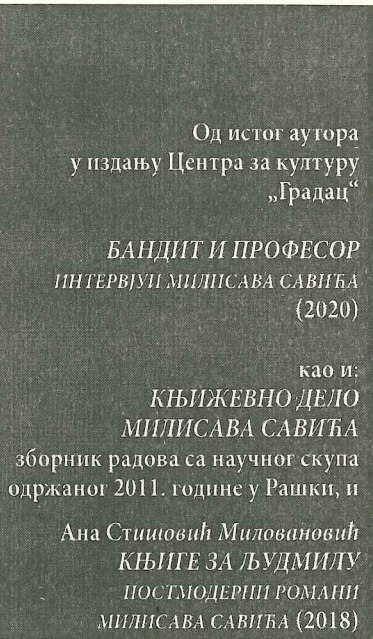 Од истог аутора
у издању Центра за културу
„Градац“
БАНДИТ И ПРОФЕСОР
ИНТЕРВЈУИ МИЛИСАВА САВИЋА
(2020)
као и:
КЊИЖЕВНО ДЕЛО
МИЛИСАВА САВИЋА
зборник радова са научног скупа
одржаног 2011. године у Рашки, и
Ана Стишовић Миловановић
КЊИГЕ ЗА ЉУДМИЛУ
ПОСТМОДЕРНИ РОМАНИ
МИЛИСАВА САВИЋА (2018)